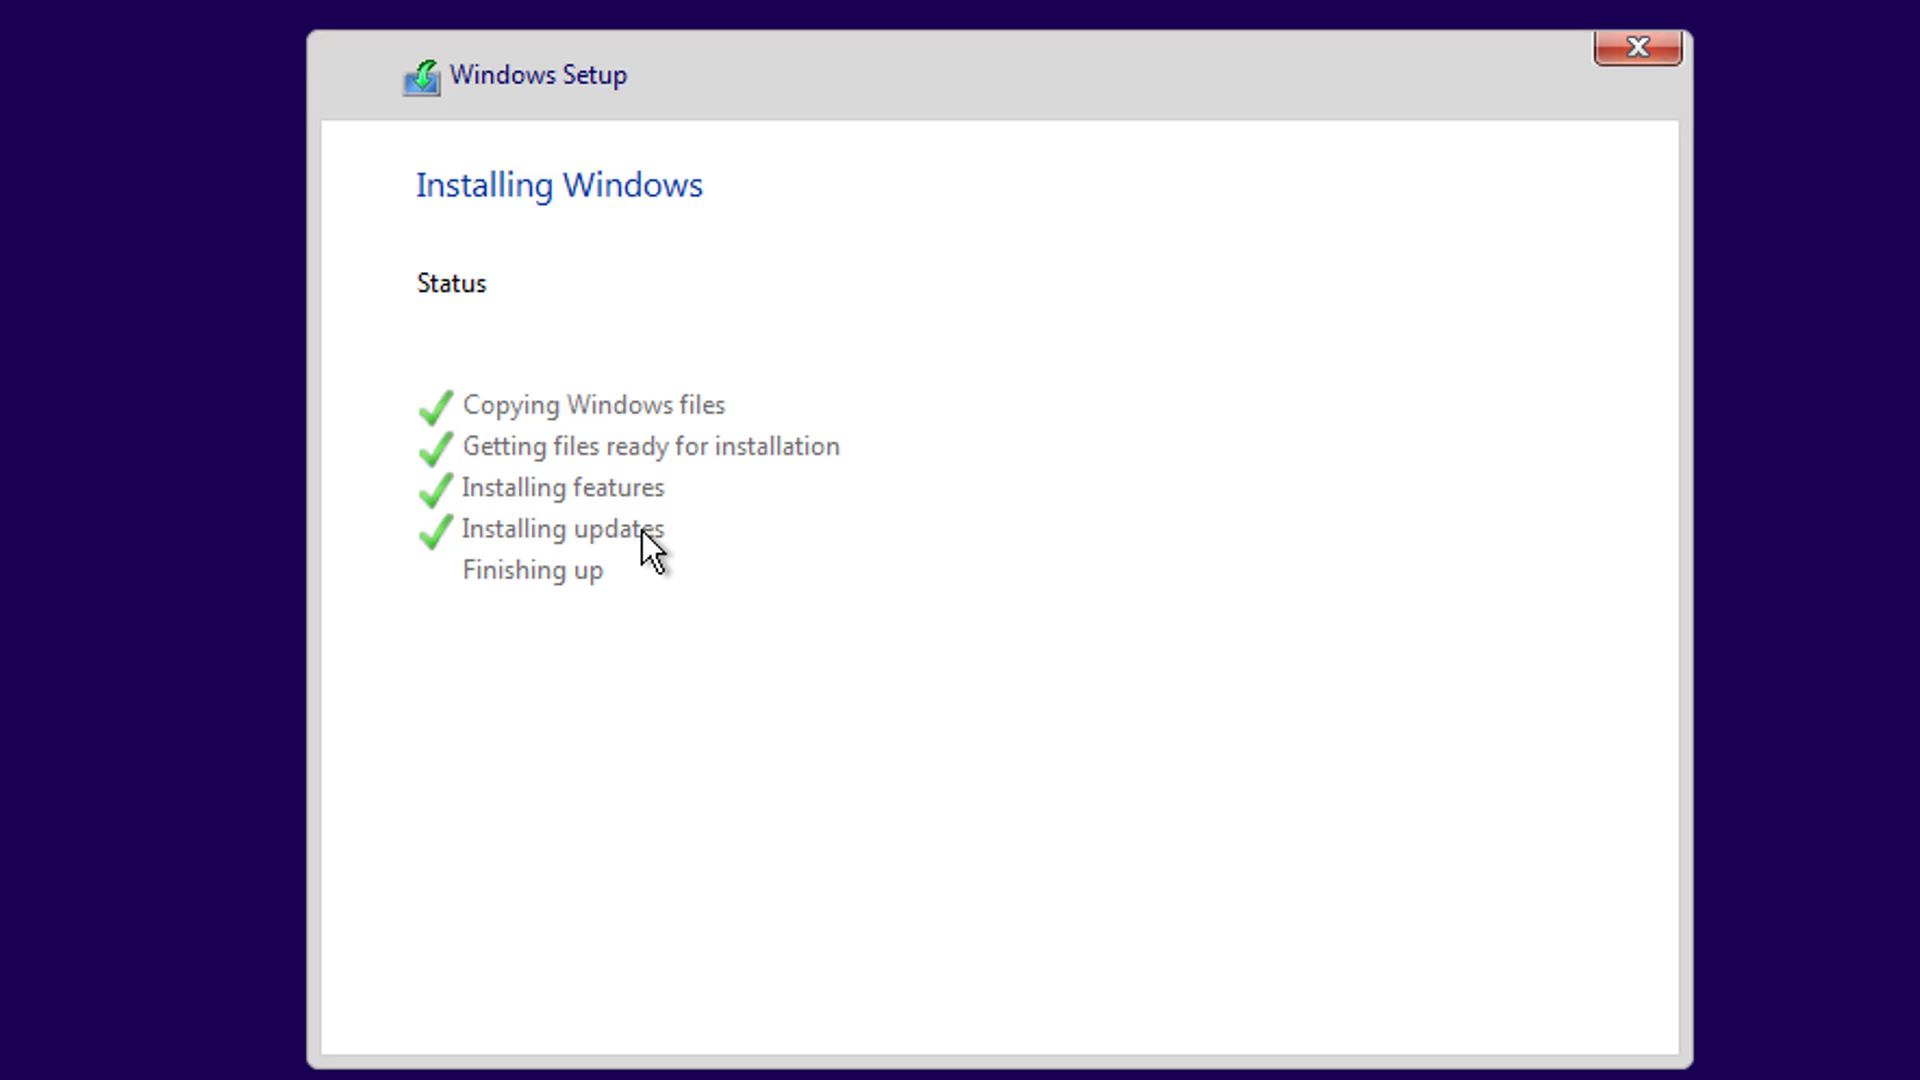 Windows Setup
Installing Windows
Status
Copying Windows files
Getting files ready for installation
Installing features
Installing updates
Finishing up